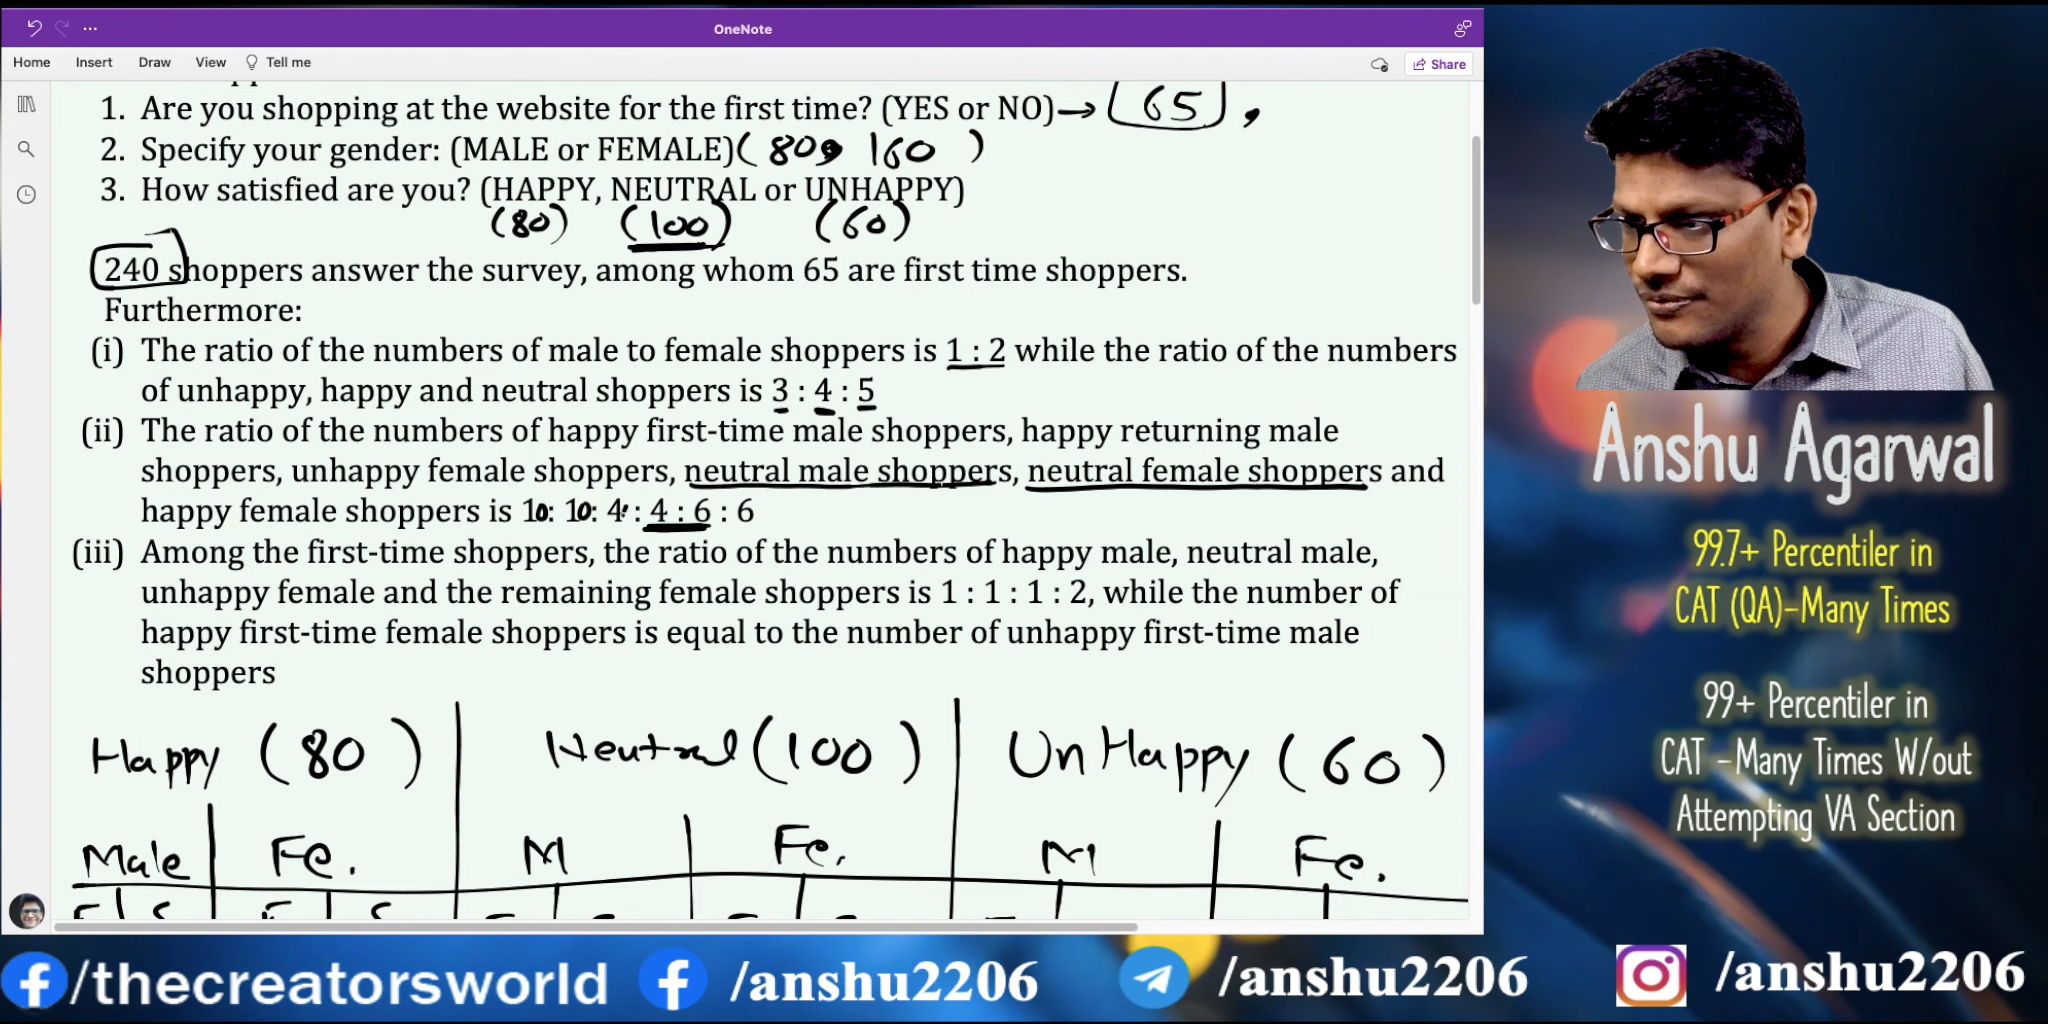 OneNote
Home Insert Draw View Tell me Share
1. Are you shopping at the website for the first time? (YES or NO) → 65,
2. Specify your gender: (MALE or FEMALE) (80, 160 )
3. How satisfied are you? (HAPPY, NEUTRAL or UNHAPPY)
(80) (100) (60)
240 shoppers answer the survey, among whom 65 are first time shoppers.
Furthermore:
(i) The ratio of the numbers of male to female shoppers is 1 : 2 while the ratio of the numbers
of unhappy, happy and neutral shoppers is 3 : 4 : 5
(ii) The ratio of the numbers of happy first-time male shoppers, happy returning male
shoppers, unhappy female shoppers, neutral male shoppers, neutral female shoppers and
happy female shoppers is 10: 10: 4 : 4 : 6 : 6
(iii) Among the first-time shoppers, the ratio of the numbers of happy male, neutral male,
unhappy female and the remaining female shoppers is 1 : 1 : 1 : 2, while the number of
happy first-time female shoppers is equal to the number of unhappy first-time male
shoppers
Happy (80) Neutral (100) UnHappy (60)
Male Fe. M Fe. M Fe.
Anshu Agarwal
99.7+ Percentiler in
CAT (QA)-Many Times
99+ Percentiler in
CAT -Many Times W/out
Attempting VA Section
/thecreatorsworld /anshu2206 /anshu2206 /anshu2206